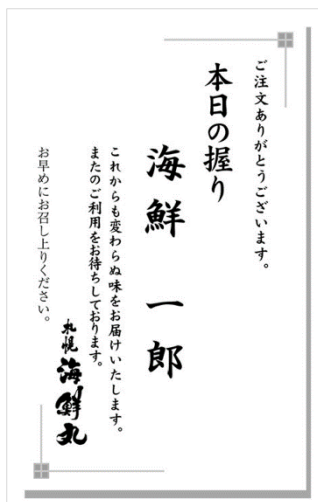 ご注文ありがとうございます。
本日の握り
海鮮 一郎
これからも変わらぬ味をお届けいたします。
またのご利用をお待ちしております。
札幌海鮮丸
お早めにお召し上りください。